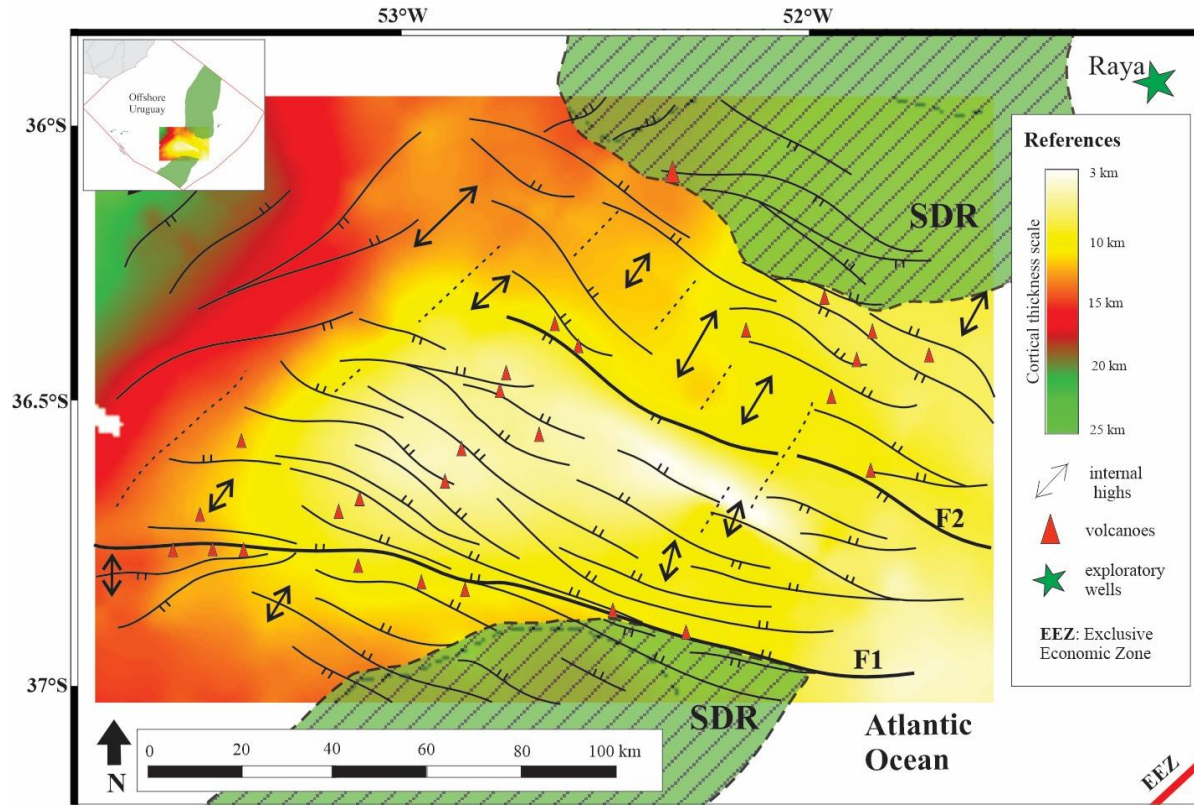 53°W
52°W
Offshore
Uruguay
Raya
36°S
References
3 km
10 km
15 km
20 km
25 km
Cortical thickness scale
SDR
36.5°S
internal
highs
F2
volcanoes
exploratory
wells
EEZ: Exclusive
Economic Zone
F1
37°S
SDR
Atlantic
Ocean
0 20 40 60 80 100 km
N
EEZ